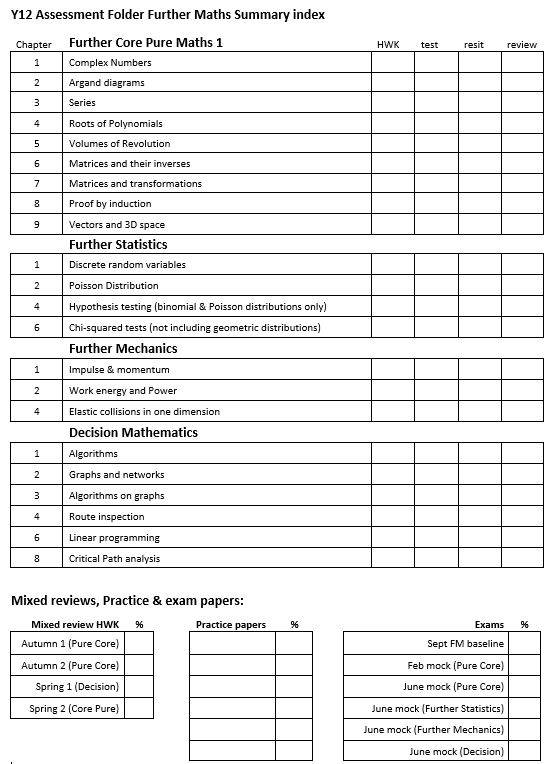 Y12 Assessment Folder Further Maths Summary index
Chapter Further Core Pure Maths 1 HWK test resit review
1 Complex Numbers
2 Argand diagrams
3 Series
4 Roots of Polynomials
5 Volumes of Revolution
6 Matrices and their inverses
7 Matrices and transformations
8 Proof by induction
9 Vectors and 3D space
Further Statistics
1 Discrete random variables
2 Poisson Distribution
4 Hypothesis testing (binomial & Poisson distributions only)
6 Chi-squared tests (not including geometric distributions)
Further Mechanics
1 Impulse & momentum
2 Work energy and Power
4 Elastic collisions in one dimension
Decision Mathematics
1 Algorithms
2 Graphs and networks
3 Algorithms on graphs
4 Route inspection
6 Linear programming
8 Critical Path analysis
Mixed reviews, Practice & exam papers:
Mixed review HWK % Practice papers % Exams %
Autumn 1 (Pure Core) Sept FM baseline
Autumn 2 (Pure Core) Feb mock (Pure Core)
Spring 1 (Decision) June mock (Pure Core)
Spring 2 (Core Pure) June mock (Further Statistics)
June mock (Further Mechanics)
June mock (Decision)